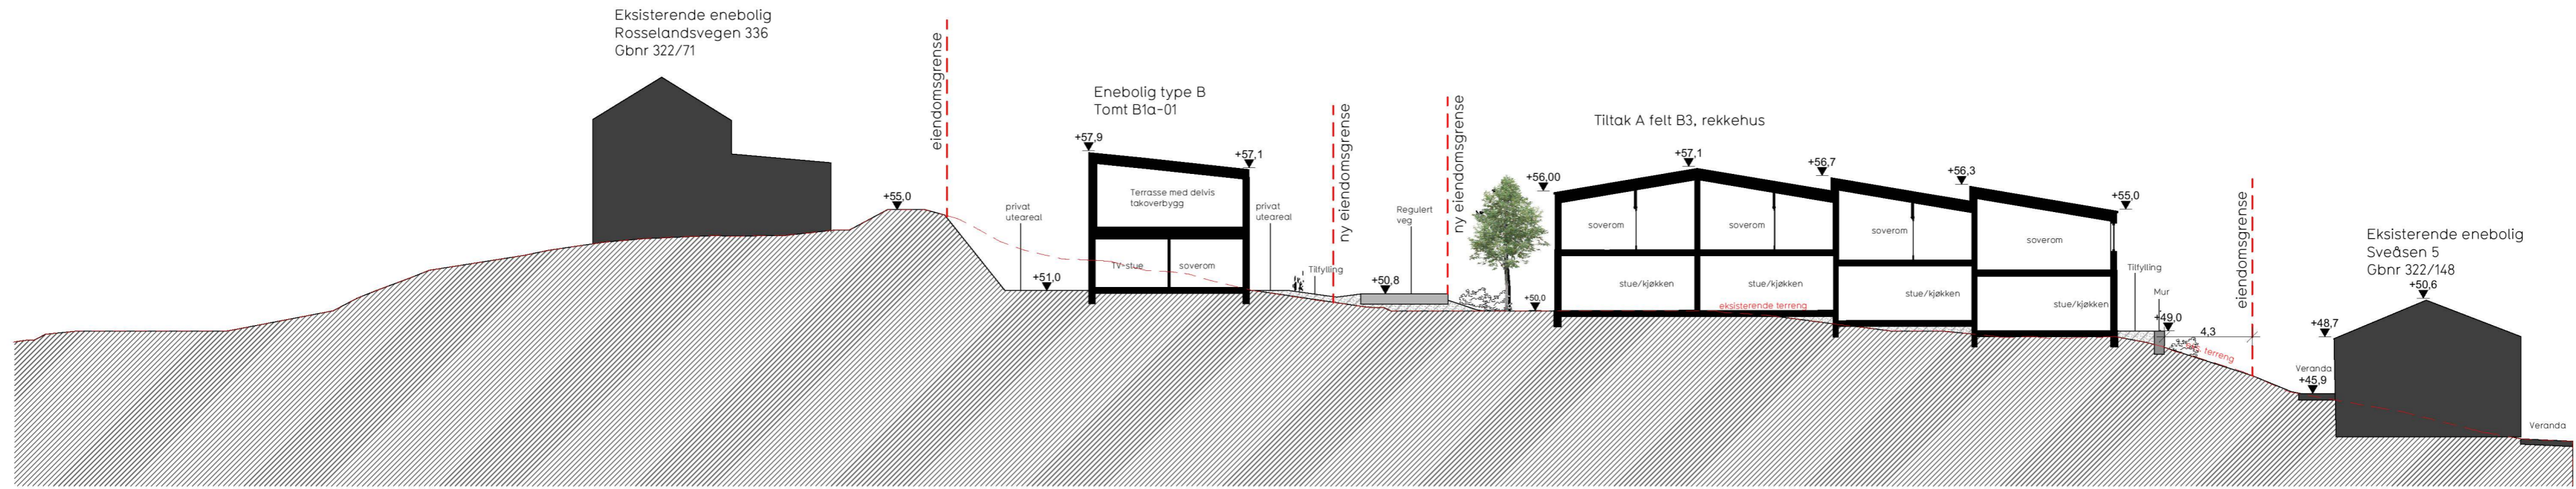 Eksisterende enebolig
Rosselandsvegen 336
Gbnr 322/71
eiendomsgrense
+55,0
privat
uteareal
+51,0
Enebolig type B
Tomt B1a-01
+57,9
+57,1
Terrasse med delvis
takoverbygg
TV-stue
soverom
privat
uteareal
Tilfylling
ny eiendomsgrense
+50,8
Regulert
veg
ny eiendomsgrense
+50,0
Tiltak A felt B3, rekkehus
+56,00
+57,1
+56,7
+56,3
+55,0
soverom
soverom
soverom
soverom
stue/kjøkken
stue/kjøkken
stue/kjøkken
stue/kjøkken
eksisterende terreng
Tilfylling
Mur
+49,0
4,3
terreng
eiendomsgrense
Eksisterende enebolig
Sveåsen 5
Gbnr 322/148
+50,6
+48,7
Veranda
+45,9
Veranda